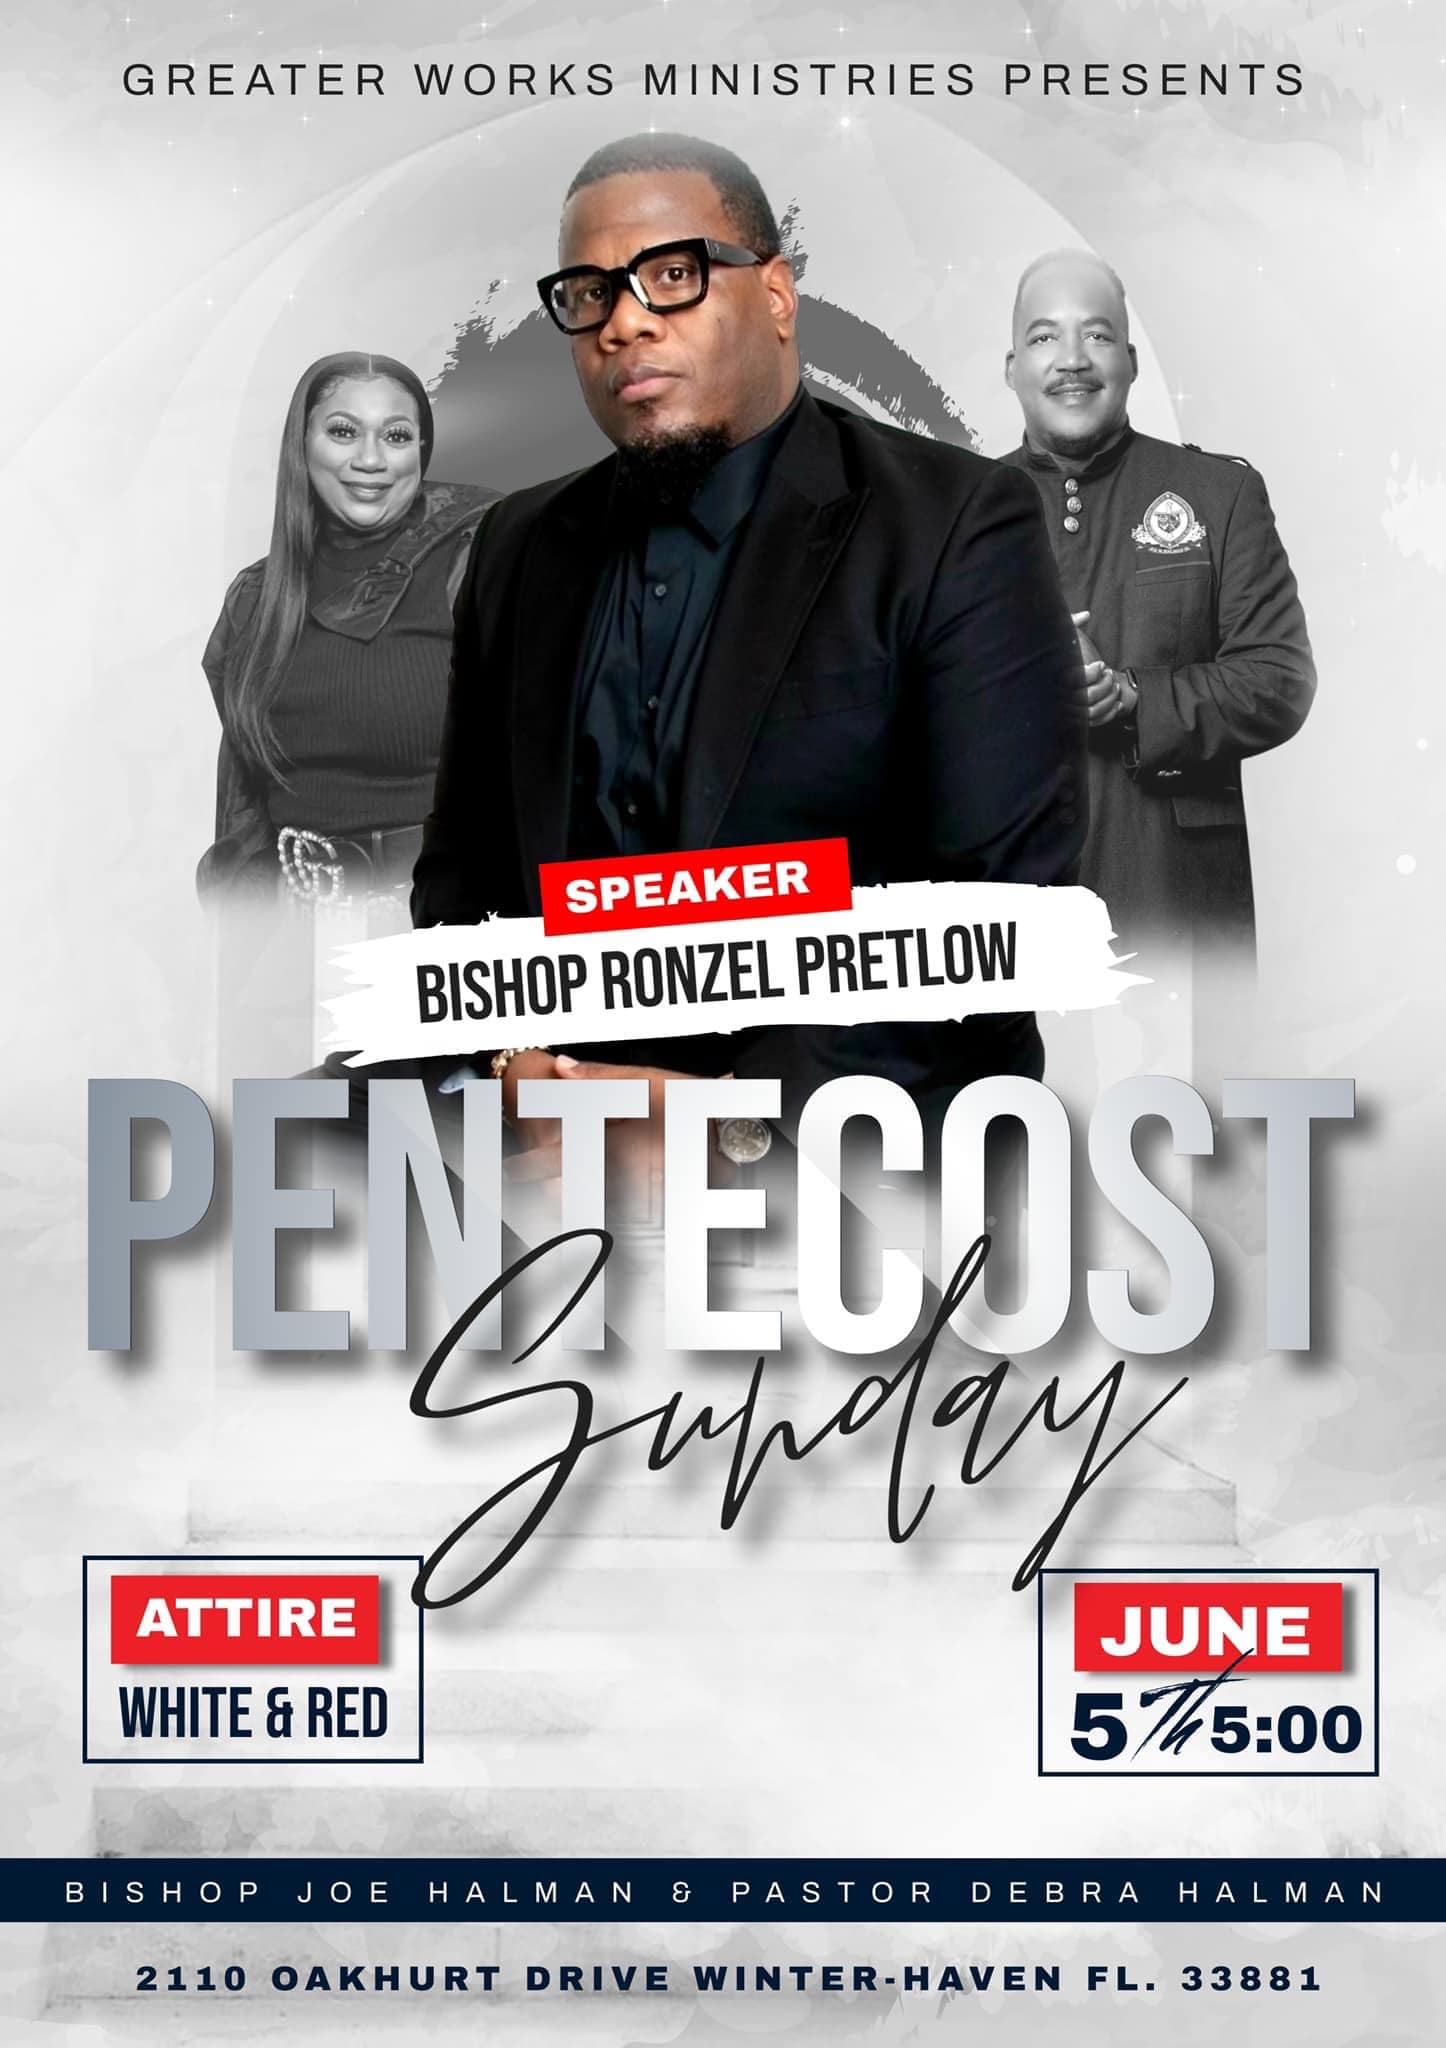 GREATER WORKS MINISTRIES PRESENTS
SPEAKER
BISHOP RONZEL PRETLOW
PENTECOST
Sunday
ATTIRE
WHITE & RED
JUNE
5Th 5:00
BISHOP JOE HALMAN & PASTOR DEBRA HALMAN
2110 OAKHURT DRIVE WINTER-HAVEN FL. 33881